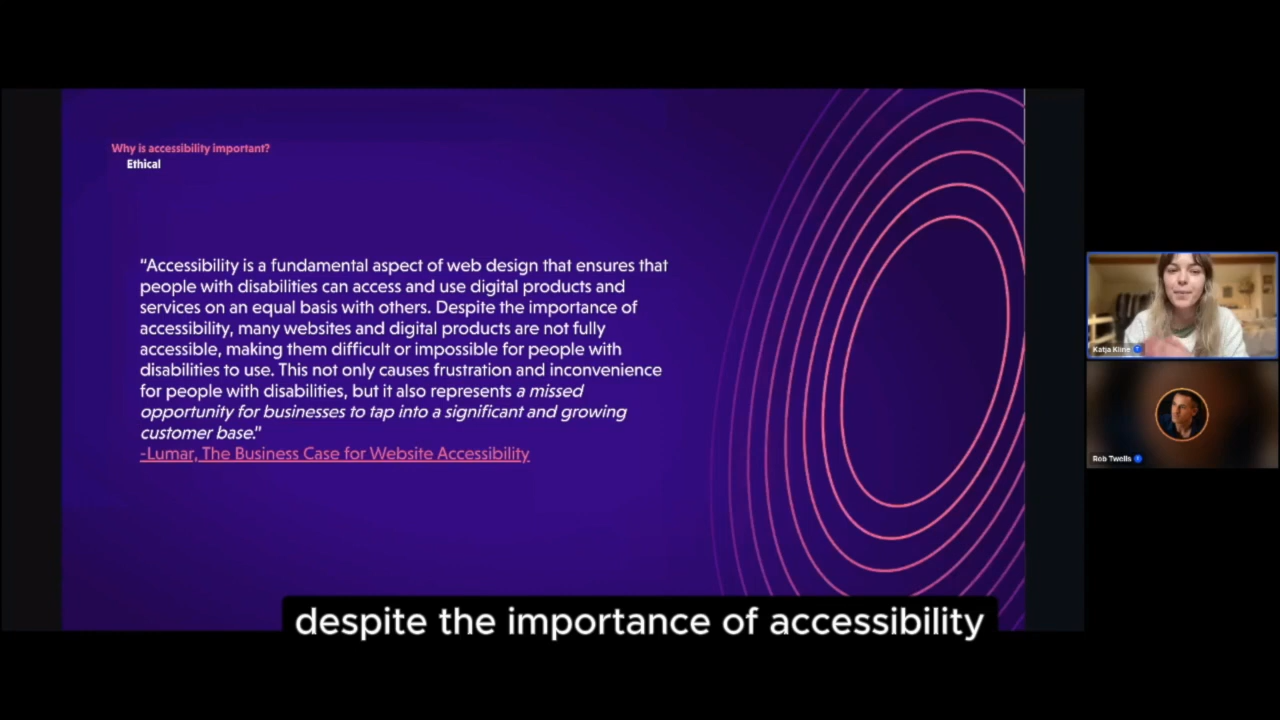 Why is accessibility important?
Ethical
“Accessibility is a fundamental aspect of web design that ensures that
people with disabilities can access and use digital products and
services on an equal basis with others. Despite the importance of
accessibility, many websites and digital products are not fully
accessible, making them difficult or impossible for people with
disabilities to use. This not only causes frustration and inconvenience
for people with disabilities, but it also represents a missed
opportunity for businesses to tap into a significant and growing
customer base.”
-Lumar, The Business Case for Website Accessibility
Katja Kline
Rob Twells
despite the importance of accessibility